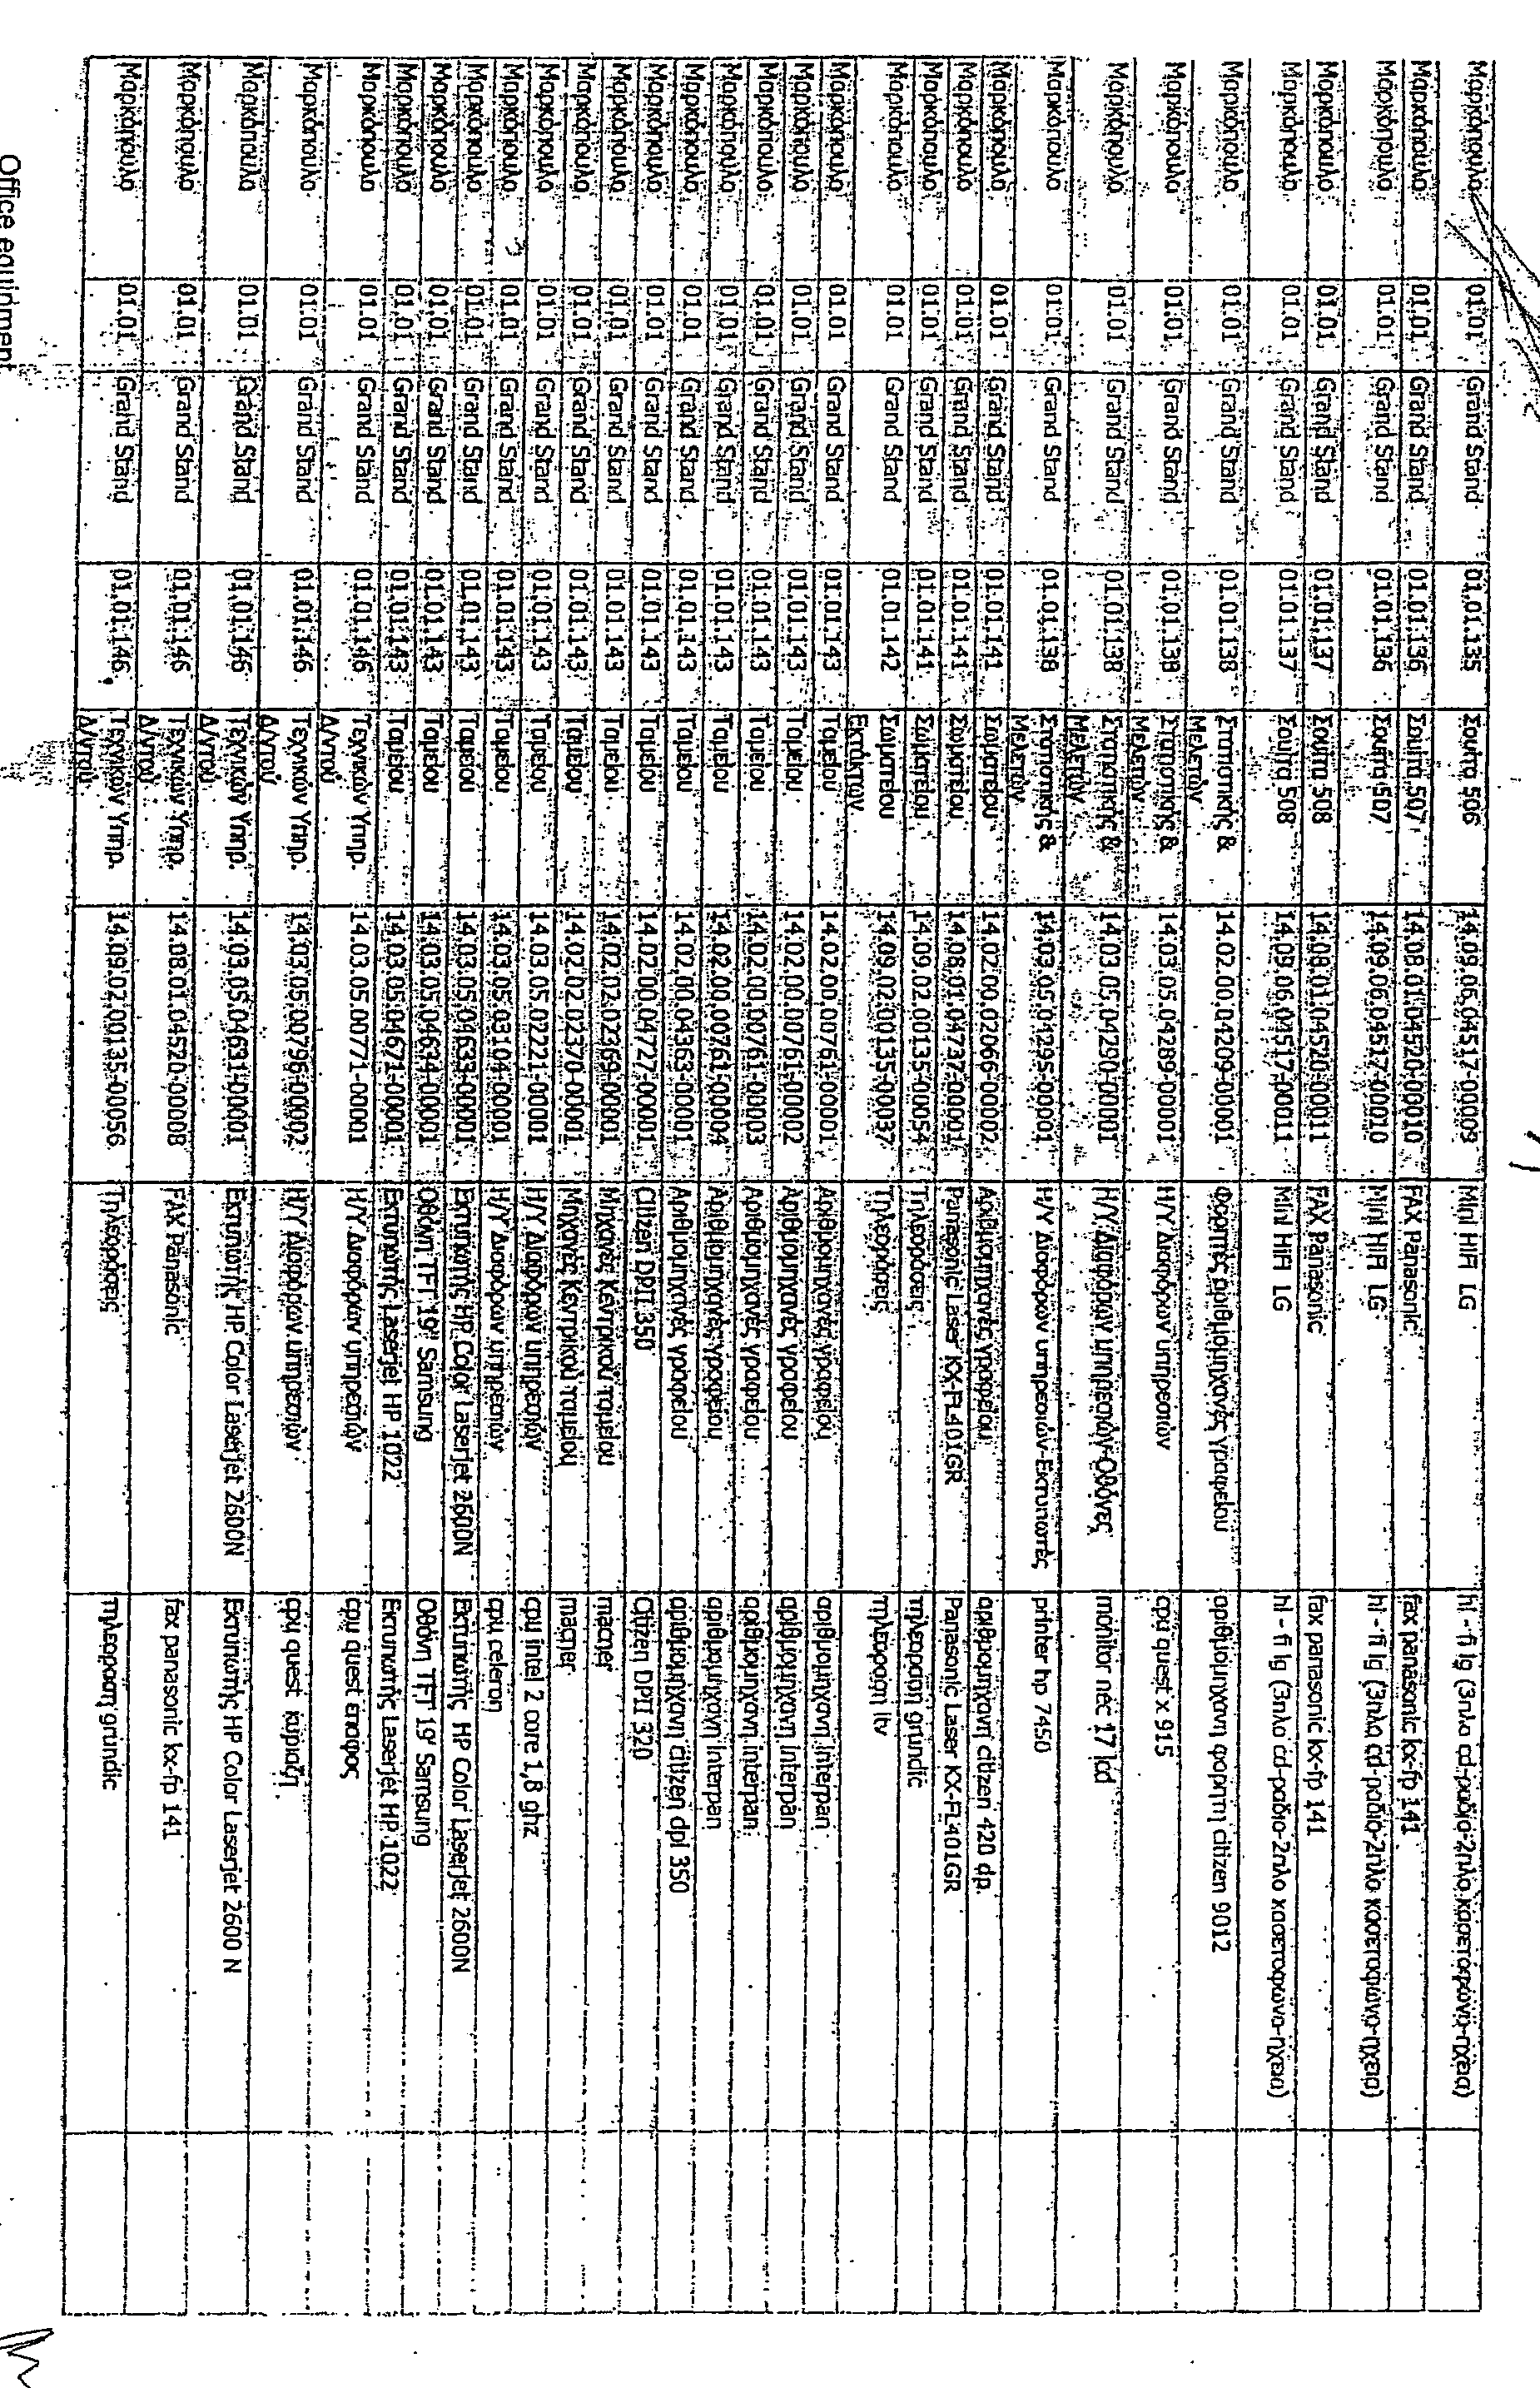 Μαρκόπουλο 01.01 Grand Stand 01.01.135 Σουίτα 506 14.09.06.04517-00009 Mini HIFI LG hi - fi lg (3πλο cd-ραδιο-2πλο κασετόφωνο-ηχεια)
Μαρκόπουλο 01.01 Grand Stand 01.01.136 Σουίτα 507 14.08.01.04520-00010 FAX Panasonic fax panasonic kx-fp 141
Μαρκόπουλο 01.01 Grand Stand 01.01.136 Σουίτα 507 14.09.06.04517-00010 Mini HIFI LG hi - fi lg (3πλο cd-ραδιο-2πλο κασετοφωνο-ηχεια)
Μαρκόπουλο 01.01 Grand Stand 01.01.137 Σουίτα 508 14.08.01.04520-00011 FAX Panasonic fax panasonic kx-fp 141
Μαρκόπουλο 01.01 Grand Stand 01.01.137 Σουίτα 508 14.09.06.04517-00011 Mini HIFI LG hi - fi lg (3πλο cd-ραδιο-2πλο κασετοφωνο-ηχεια)
Μαρκόπουλο 01.01 Grand Stand 01.01.138 Στατιστικής & 14.02.00.04209-00001 Φορητές αριθμομηχανές γραφείου αριθμομηχανη φορητη citizen 9012
Μελετών
Μαρκόπουλο 01.01 Grand Stand 01.01.138 Στατιστικής & 14.03.05.04289-00001 Η/Υ Διαφόρων υπηρεσιών cpu quest x 915
Μελετών
Μαρκόπουλο 01.01 Grand Stand 01.01.138 Στατιστικής & 14.03.05.04290-00001 Η/Υ Διαφόρων υπηρεσιών-Οθόνες monitor nec 17 lcd
Μελετών
Μαρκόπουλο 01.01 Grand Stand 01.01.138 Στατιστικής & 14.03.05.04295-00001 Η/Υ Διαφόρων υπηρεσιών-Εκτυπωτές printer hp 7450
Μελετών
Μαρκόπουλο 01.01 Grand Stand 01.01.141 Σωματείου 14.02.00.02066-00002 Αριθμομηχανές γραφείου αριθμομηχανή citizen 420 dp.
Μαρκόπουλο 01.01 Grand Stand 01.01.141 Σωματείου 14.08.01.04737-00001 Panasonic Laser KX-FL401GR Panasonic Laser KX-FL401GR
Μαρκόπουλο 01.01 Grand Stand 01.01.141 Σωματείου 14.09.02.00135-00054 Τηλεοράσεις τηλεοραση grundic
Μαρκόπουλο 01.01 Grand Stand 01.01.142 Σωματείου 14.09.02.00135-00037 Τηλεοράσεις τηλεοραση itv
Εκτάκτων
Μαρκόπουλο 01.01 Grand Stand 01.01.143 Ταμείου 14.02.00.00761-00001 Αριθμομηχανές γραφείου αριθμομηχανη interpan
Μαρκόπουλο 01.01 Grand Stand 01.01.143 Ταμείου 14.02.00.00761-00002 Αριθμομηχανές γραφείου αριθμομηχανη interpan
Μαρκόπουλο 01.01 Grand Stand 01.01.143 Ταμείου 14.02.00.00761-00003 Αριθμομηχανές γραφείου αριθμομηχανη interpan
Μαρκόπουλο 01.01 Grand Stand 01.01.143 Ταμείου 14.02.00.00761-00004 Αριθμομηχανές γραφείου αριθμομηχανη interpan
Μαρκόπουλο 01.01 Grand Stand 01.01.143 Ταμείου 14.02.00.04363-00001 Αριθμομηχανές γραφείου αριθμομηχανη citizen dpl 350
Μαρκόπουλο 01.01 Grand Stand 01.01.143 Ταμείου 14.02.00.04727-00001 Citizen DPII 350 Citizen DPII 320
Μαρκόπουλο 01.01 Grand Stand 01.01.143 Ταμείου 14.02.02.02369-00001 Μηχανές Κεντρικού ταμείου macner
Μαρκόπουλο 01.01 Grand Stand 01.01.143 Ταμείου 14.02.02.02370-00001 Μηχανές Κεντρικού ταμείου macner
Μαρκόπουλο 01.01 Grand Stand 01.01.143 Ταμείου 14.03.05.02221-00001 Η/Υ Διαφόρων υπηρεσιών cpu intel 2 core 1,8 ghz
Μαρκόπουλο 01.01 Grand Stand 01.01.143 Ταμείου 14.03.05.03104-00001 Η/Υ Διαφόρων υπηρεσιών cpu celeron
Μαρκόπουλο 01.01 Grand Stand 01.01.143 Ταμείου 14.03.05.04633-00001 Εκτυπωτής HP Color Laserjet 2600N Εκτυπωτής HP Color Laserjet 2600N
Μαρκόπουλο 01.01 Grand Stand 01.01.143 Ταμείου 14.03.05.04634-00001 Οθόνη TFT 19' Samsung Οθόνη TFT 19' Samsung
Μαρκόπουλο 01.01 Grand Stand 01.01.143 Ταμείου 14.03.05.04671-00001 Εκτυπωτής Laserjet HP 1022 Εκτυπωτής Laserjet HP 1022
Μαρκόπουλο 01.01 Grand Stand 01.01.146 Τεχνικών Υπηρ. 14.03.05.00771-00001 Η/Υ Διαφόρων υπηρεσιών cpu quest εποφος
Δ/ντού
Μαρκόπουλο 01.01 Grand Stand 01.01.146 Τεχνικών Υπηρ. 14.03.05.00796-00002 Η/Υ Διαφόρων υπηρεσιών cpu quest κυριαζη
Δ/ντού
Μαρκόπουλο 01.01 Grand Stand 01.01.146 Τεχνικών Υπηρ. 14.03.05.04631-00001 Εκτυπωτής HP Color Laserjet 2600N Εκτυπωτής HP Color Laserjet 2600 N
Δ/ντού
Μαρκόπουλο 01.01 Grand Stand 01.01.146 Τεχνικών Υπηρ. 14.08.01.04520-00008 FAX Panasonic fax panasonic kx-fp 141
Δ/ντού
Μαρκόπουλο 01.01 Grand Stand 01.01.146 Τεχνικών Υπηρ. 14.09.02.00135-00056 Τηλεοράσεις τηλεοραση grundic
Δ/ντού
Office equipment